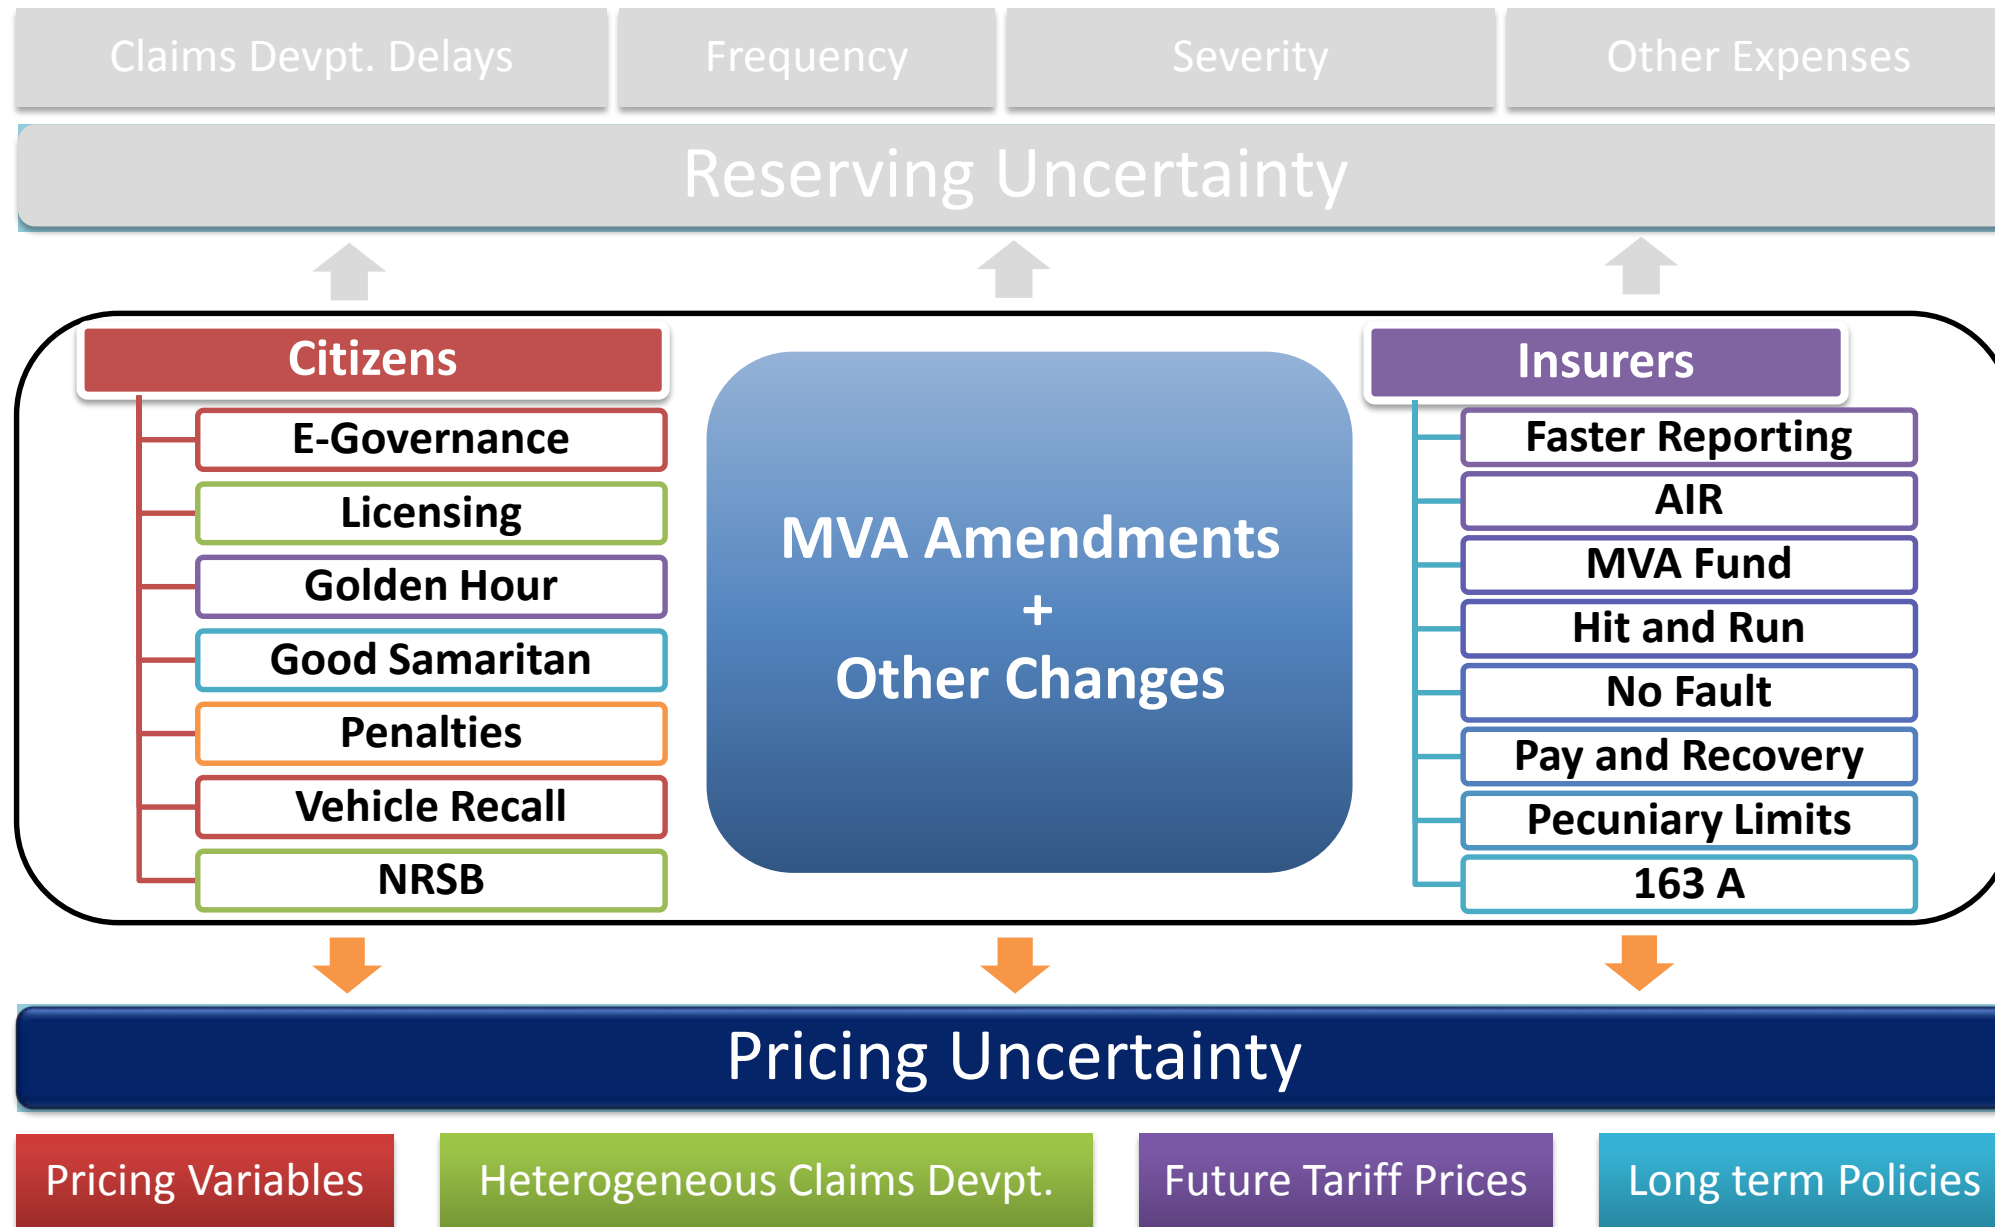 Claims Devpt. Delays
Frequency
Severity
Other Expenses
Reserving Uncertainty
Citizens
E-Governance
Licensing
Golden Hour
Good Samaritan
Penalties
Vehicle Recall
NRSB
MVA Amendments
+
Other Changes
Insurers
Faster Reporting
AIR
MVA Fund
Hit and Run
No Fault
Pay and Recovery
Pecuniary Limits
163 A
Pricing Uncertainty
Pricing Variables
Heterogeneous Claims Devpt.
Future Tariff Prices
Long term Policies